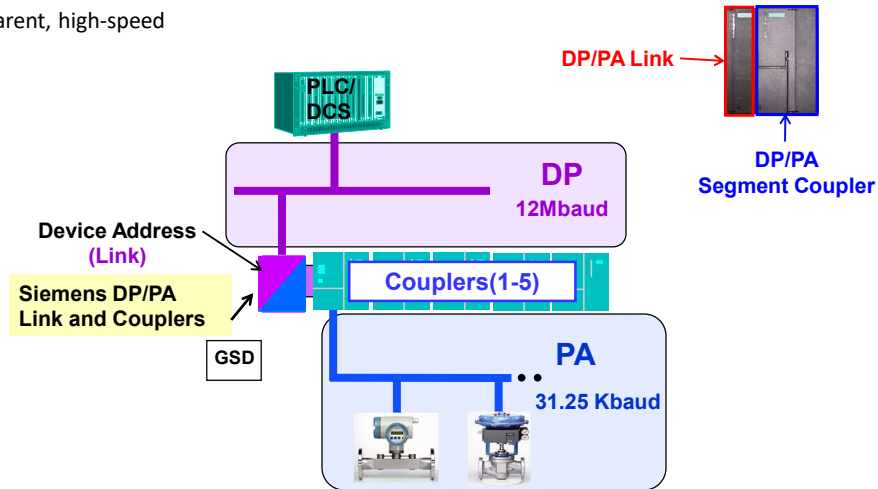 arent, high-speed
DP/PA Link
PLC/
DCS
DP/PA
Segment Coupler
DP
12Mbaud
Device Address
(Link)
Siemens DP/PA
Link and Couplers
Couplers(1-5)
GSD
PA
31.25 Kbaud